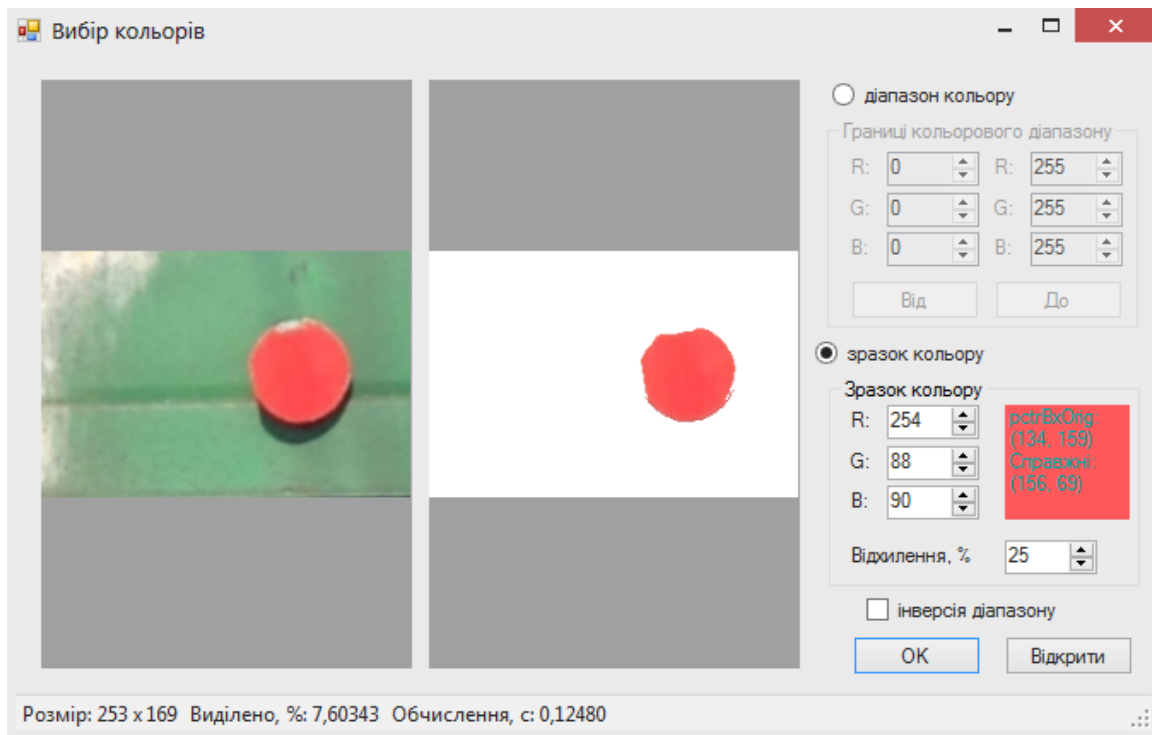 Вибір кольорів
діапазон кольору
Границі кольорового діапазону
R: 0 R: 255
G: 0 G: 255
B: 0 B: 255
Від До
зразок кольору
Зразок кольору
R: 254
G: 88
B: 90
pctrBxOrig:
(134, 159)
Справжні:
(156, 69)
Відхилення, % 25
інверсія діапазону
OK Відкрити
Розмір: 253 x 169 Виділено, %: 7,60343 Обчислення, с: 0,12480